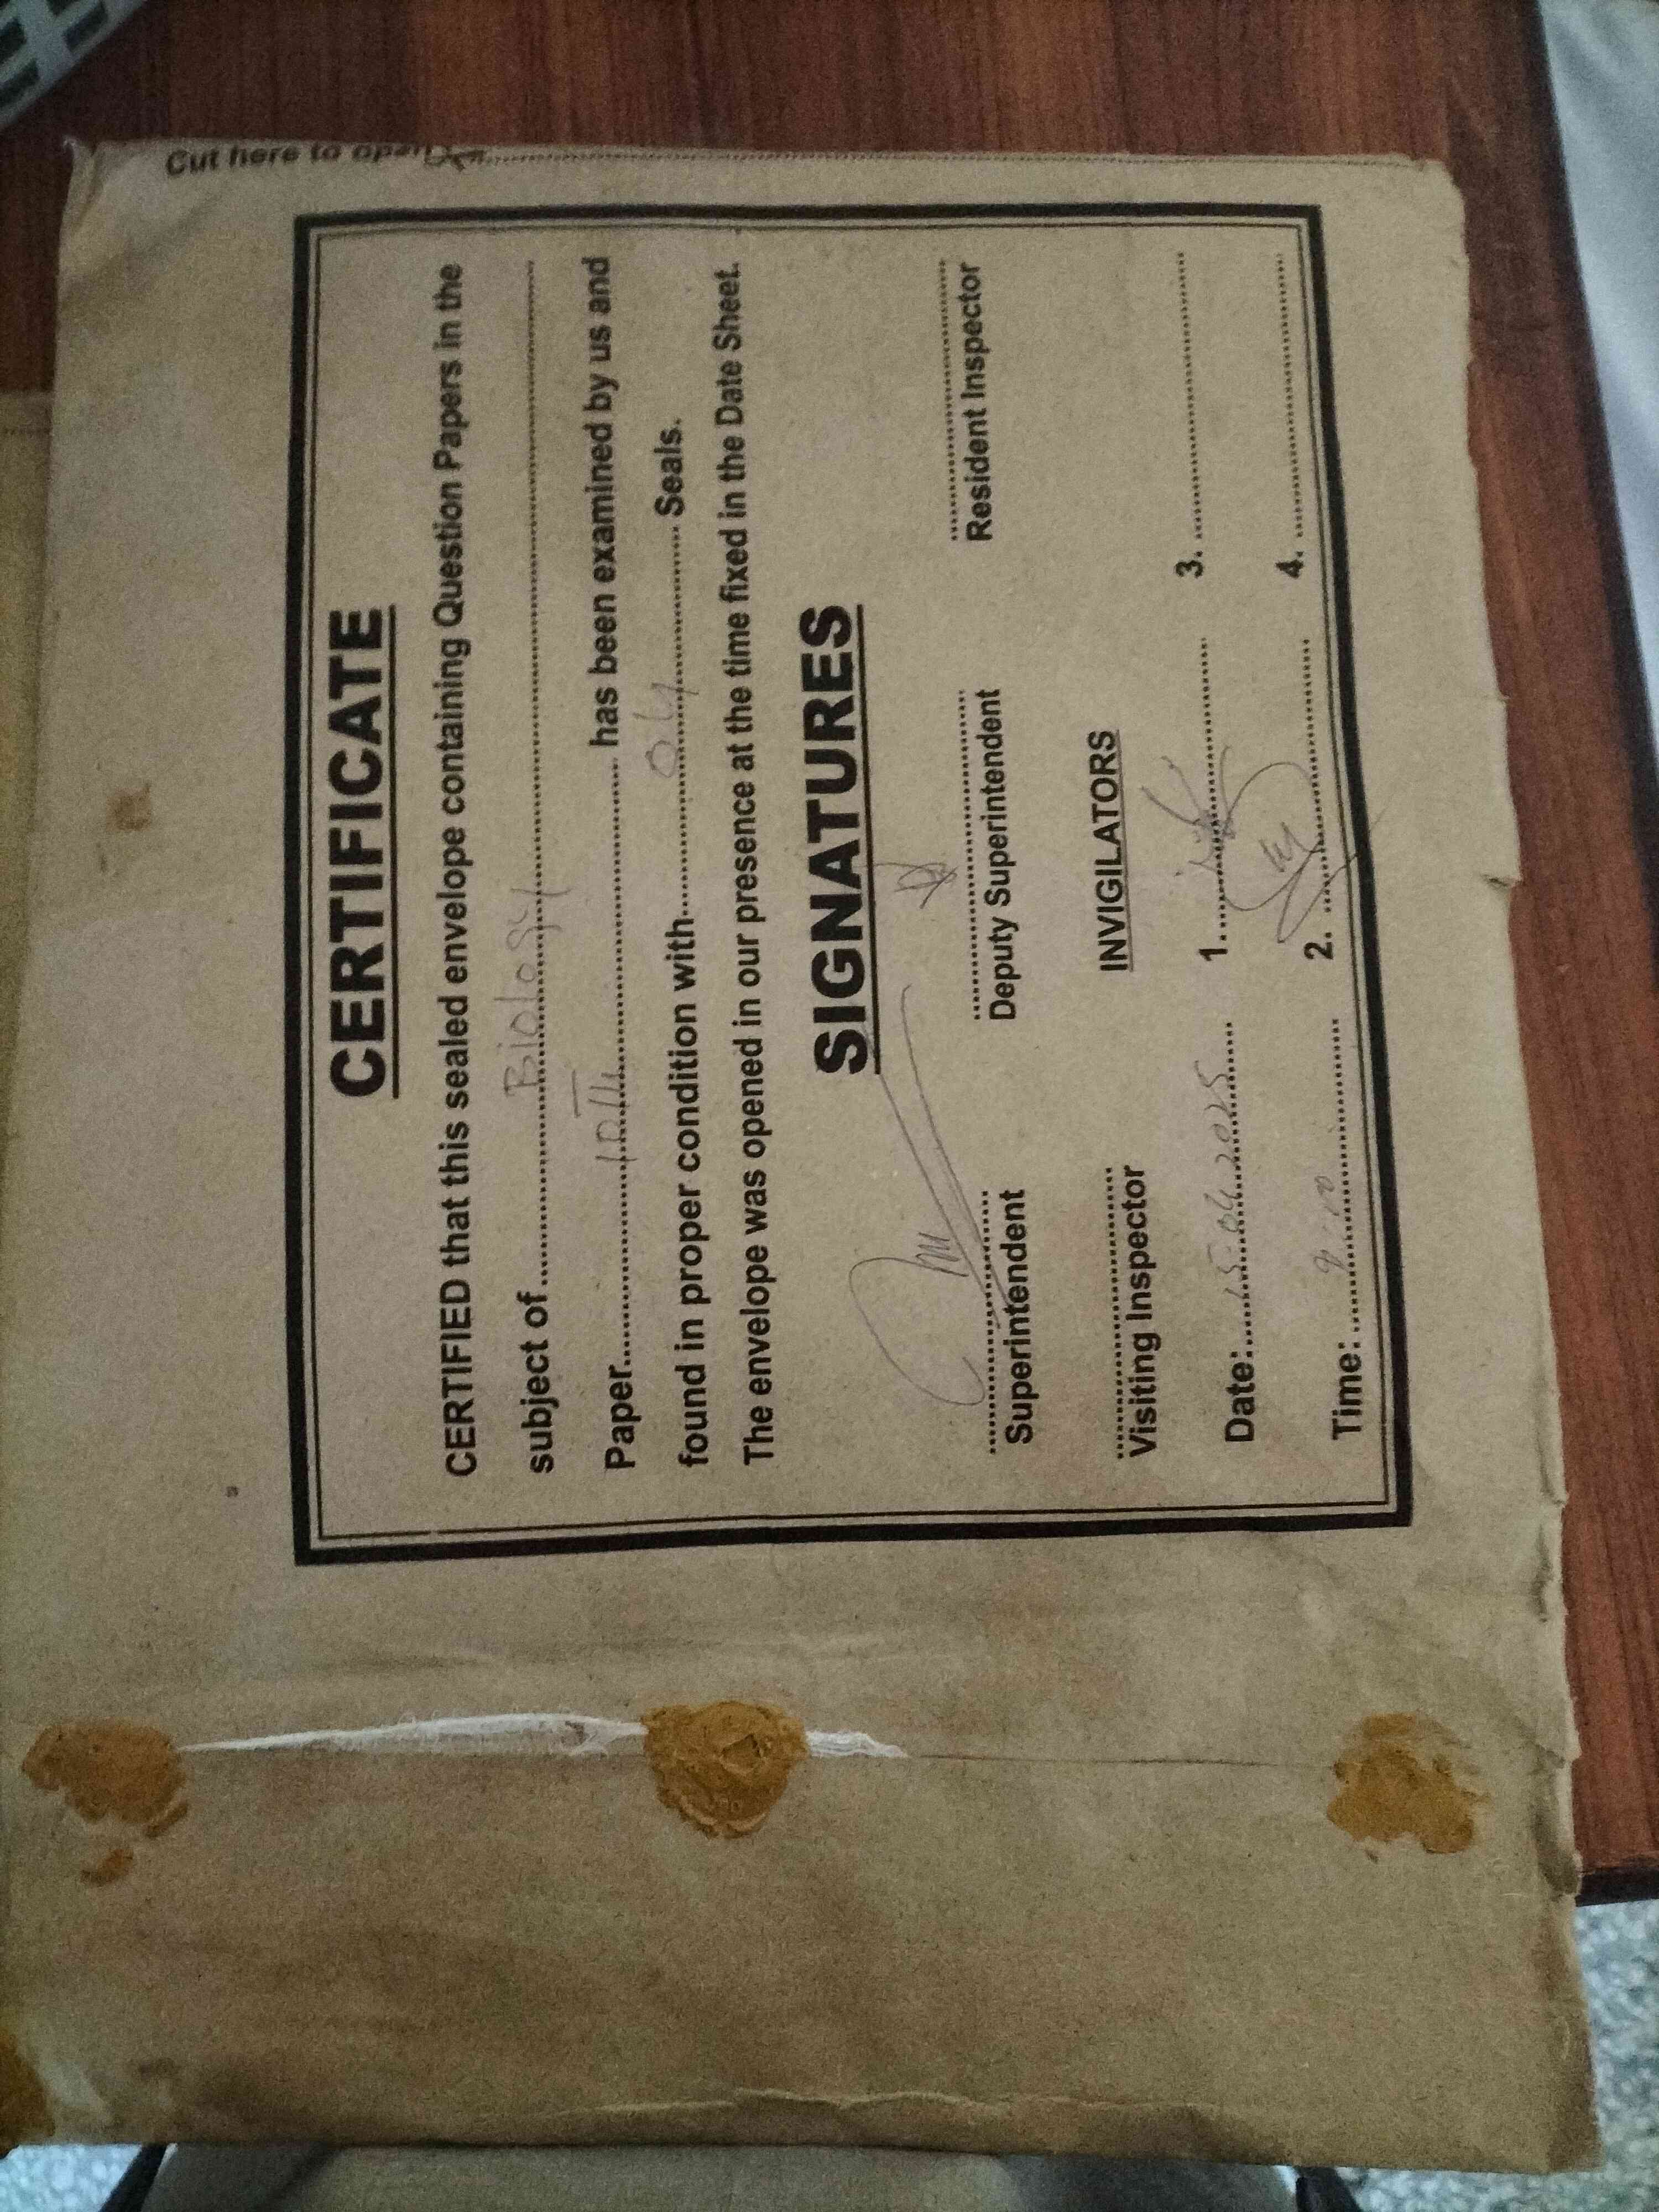 Cut here to open
CERTIFICATE
CERTIFIED that this sealed envelope containing Question Papers in the
subject of.......... Biology ..........
Paper.......... 10th .......... has been examined by us and
found in proper condition with.......... 04 .......... Seals.
The envelope was opened in our presence at the time fixed in the Date Sheet.
SIGNATURES
Superintendent Deputy Superintendent Resident Inspector
Visiting Inspector INVIGILATORS
Date: 15.04.2025 1. 3.
Time: 2. 4.